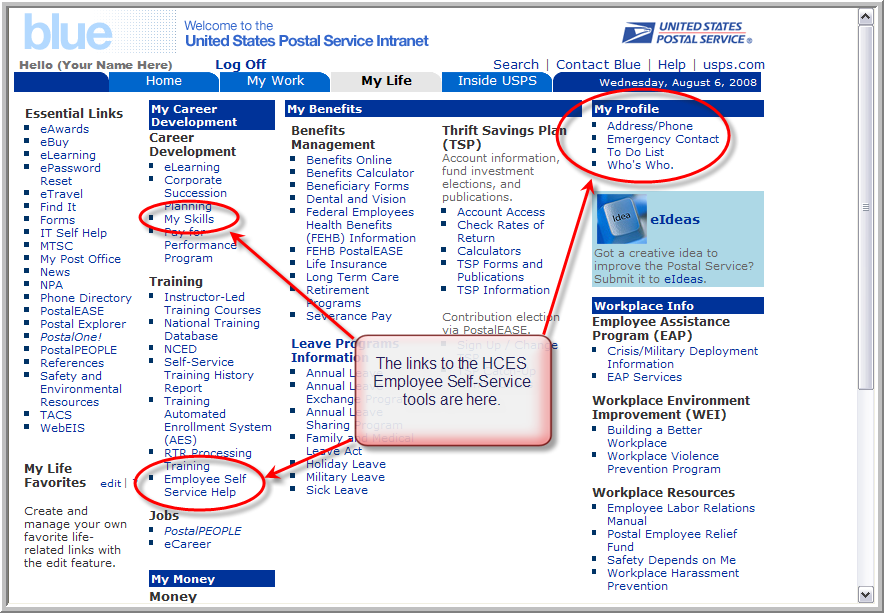 blue
Welcome to the
United States Postal Service Intranet
UNITED STATES
POSTAL SERVICE®
Hello (Your Name Here)
Log Off
Search | Contact Blue | Help | usps.com
Home
My Work
My Life
Inside USPS
Wednesday, August 6, 2008
Essential Links
eAwards
eBuy
eLearning
ePassword
Reset
eTravel
Find It
Forms
IT Self Help
MTSC
My Post Office
News
NPA
Phone Directory
PostalEASE
Postal Explorer
PostalOne!
PostalPEOPLE
References
Safety and
Environmental
Resources
TACS
WebEIS
My Life
Favorites
edit |
Create and
manage your own
favorite life-
related links with
the edit feature.
My Career
Development
Career
Development
eLearning
Corporate
Succession
Planning
My Skills
Pay for
Performance
Program
Training
Instructor-Led
Training Courses
National Training
Database
NCED
Self-Service
Training History
Report
Training
Automated
Enrollment System
(AES)
RTR Processing
Training
Employee Self
Service Help
Jobs
PostalPEOPLE
eCareer
My Money
Money
My Benefits
Benefits
Management
Benefits Online
Benefits Calculator
Beneficiary Forms
Dental and Vision
Federal Employees
Health Benefits
(FEHB) Information
FEHB PostalEASE
Life Insurance
Long Term Care
Retirement
Programs
Severance Pay
Leave Programs
Information
Annual Leave
Annual Leave
Exchange Program
Annual Leave
Sharing Program
Family and Medical
Leave Act
Holiday Leave
Military Leave
Sick Leave
Thrift Savings Plan
(TSP)
Account information,
fund investment
elections, and
publications.
Account Access
Check Rates of
Return
Calculators
TSP Forms and
Publications
TSP Information
Contribution election
via PostalEASE.
Sign Up / Change
The links to the HCES
Employee Self-Service
tools are here.
My Profile
Address/Phone
Emergency Contact
To Do List
Who's Who.
Idea
eIdeas
Got a creative idea to
improve the Postal Service?
Submit it to eIdeas.
Workplace Info
Employee Assistance
Program (EAP)
Crisis/Military Deployment
Information
EAP Services
Workplace Environment
Improvement (WEI)
Building a Better
Workplace
Workplace Violence
Prevention Program
Workplace Resources
Employee Labor Relations
Manual
Postal Employee Relief
Fund
Safety Depends on Me
Workplace Harassment
Prevention